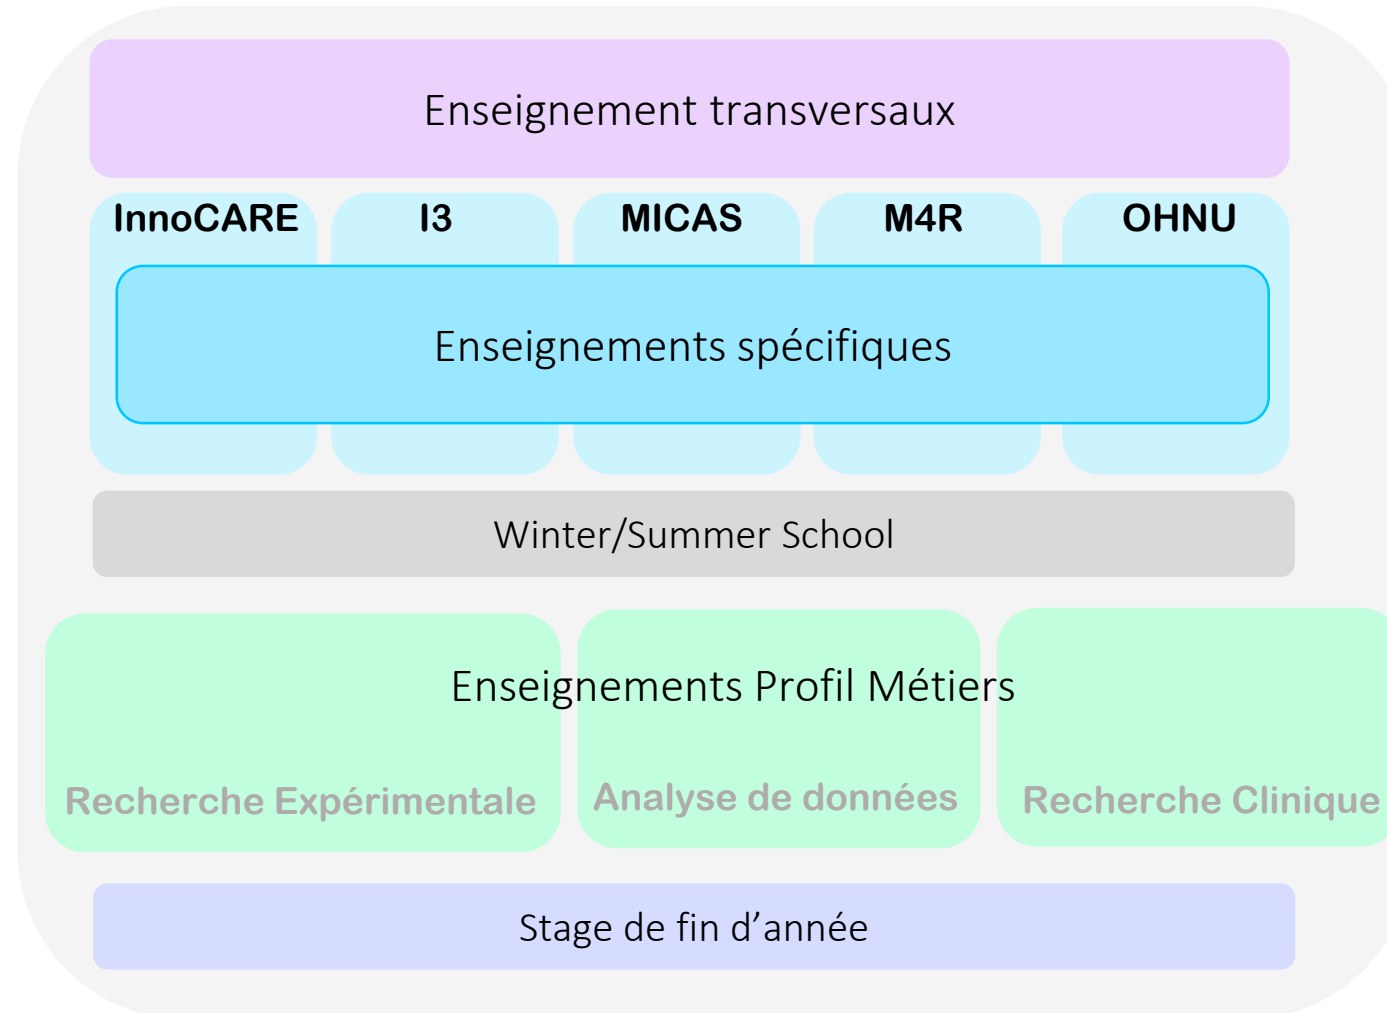 Enseignement transversaux
InnoCARE I3 MICAS M4R OHNU
Enseignements spécifiques
Winter/Summer School
Enseignements Profil Métiers
Recherche Expérimentale Analyse de données Recherche Clinique
Stage de fin d’année